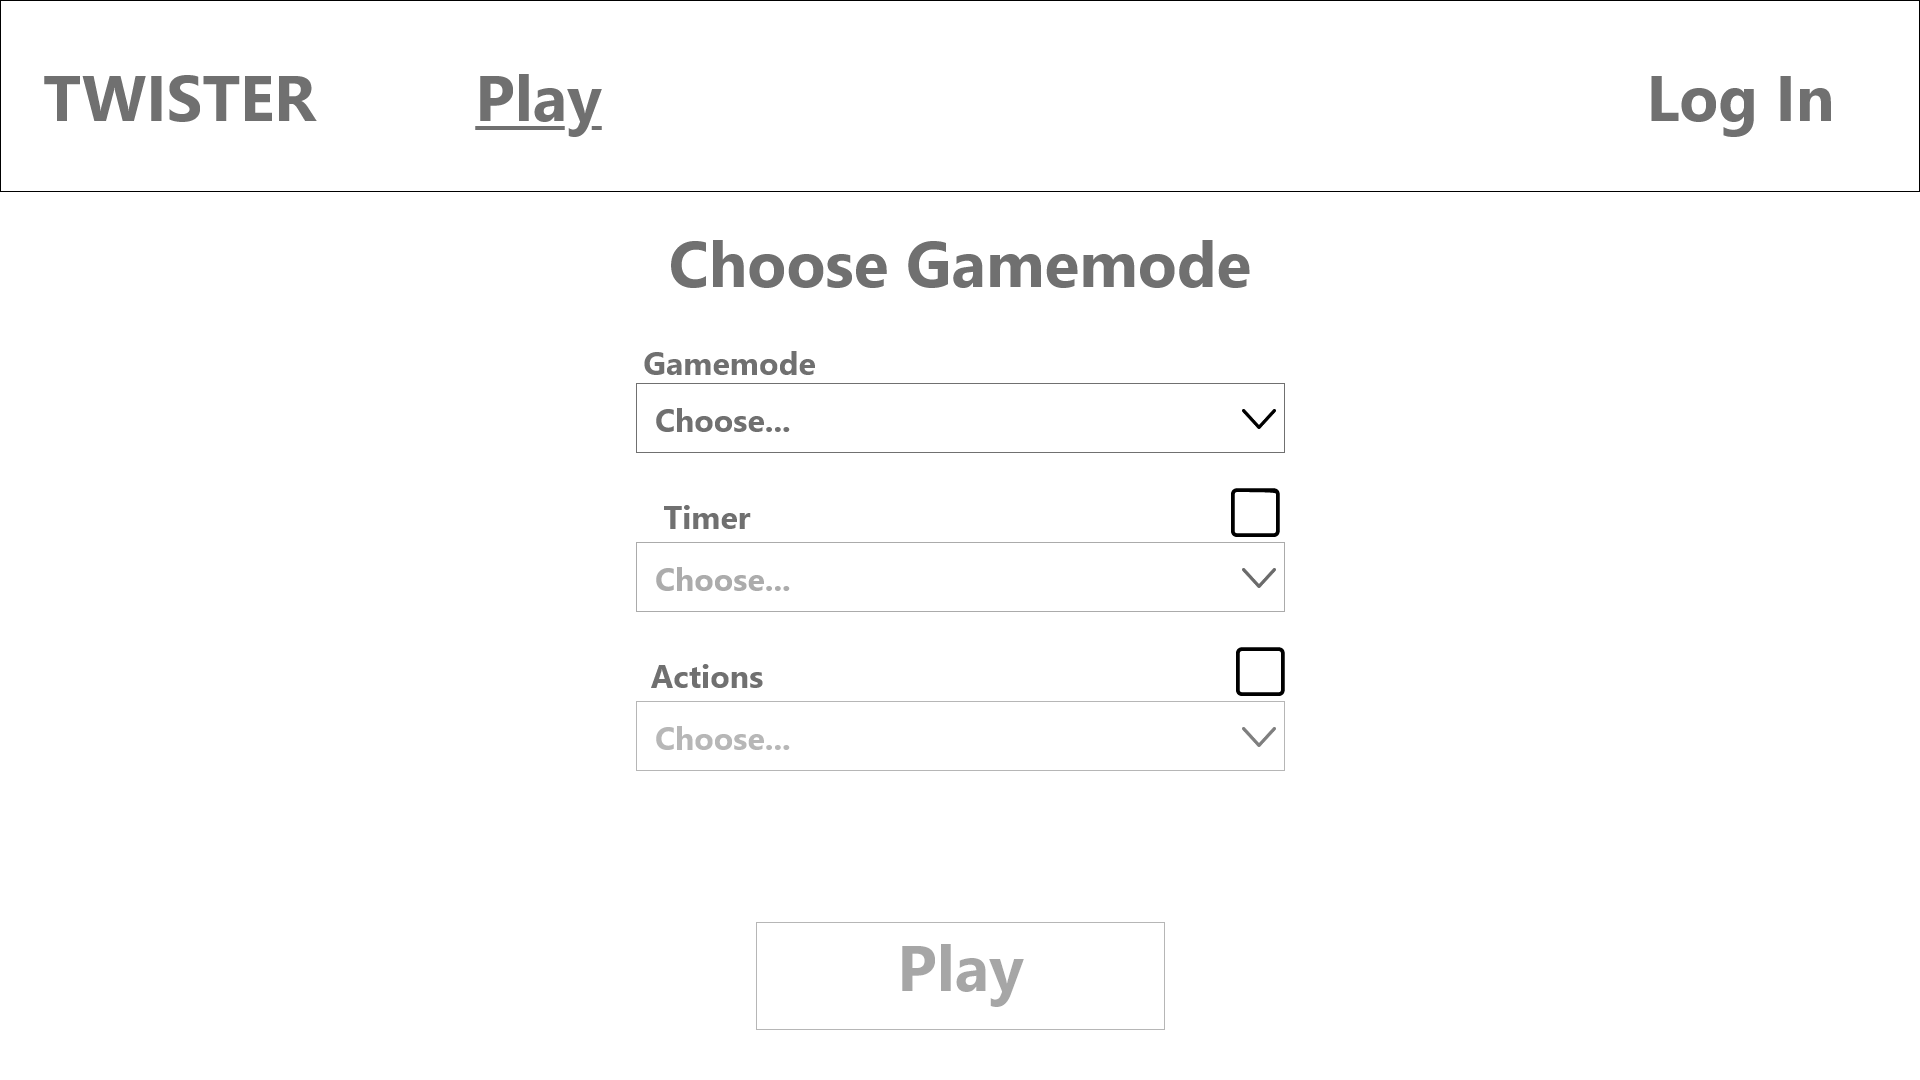 TWISTER Play Log In
Choose Gamemode
Gamemode
Choose...
Timer
Choose...
Actions
Choose...
Play